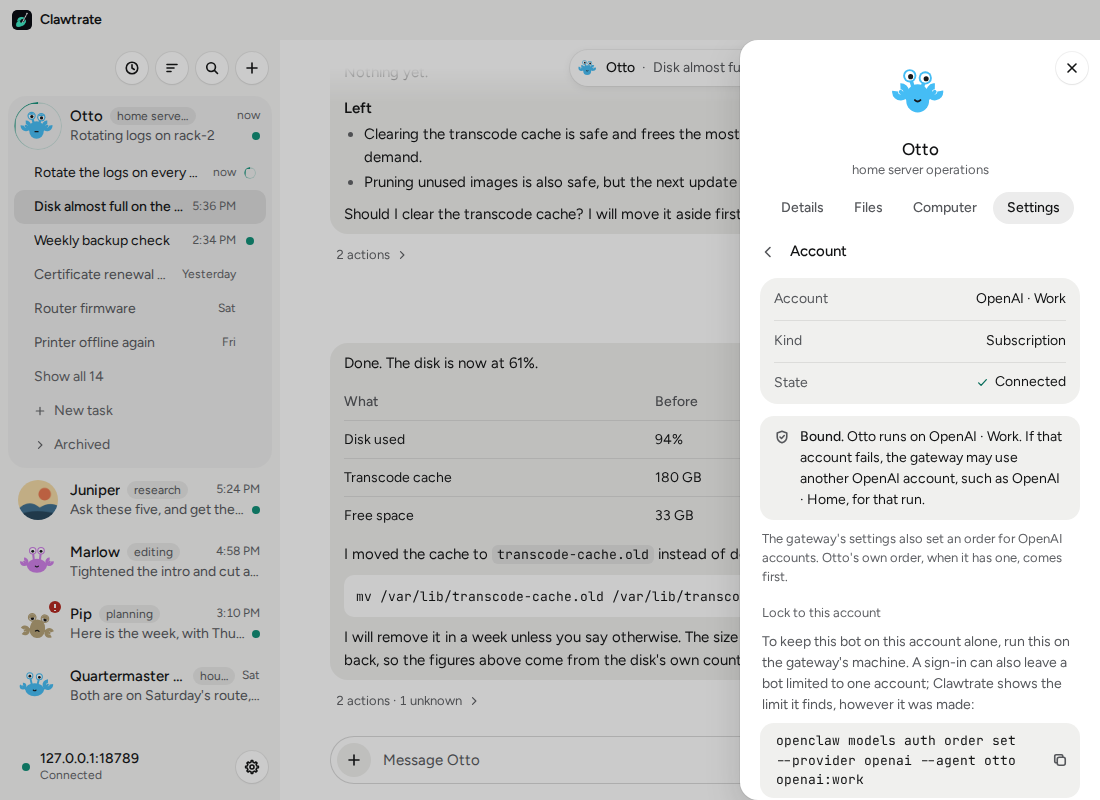 Clawtrate
Otto home serve... now
Rotating logs on rack-2
Rotate the logs on every ... now
Disk almost full on the ... 5:36 PM
Weekly backup check 2:34 PM
Certificate renewal ... Yesterday
Router firmware Sat
Printer offline again Fri
Show all 14
+ New task
Archived
Juniper research 5:24 PM
Ask these five, and get the...
Marlow editing 4:58 PM
Tightened the intro and cut a...
Pip planning 3:10 PM
Here is the week, with Thu...
Quartermaster ... hou... Sat
Both are on Saturday's route,...
127.0.0.1:18789
Connected
Otto · Disk almost fu
Nothing yet.
Left
• Clearing the transcode cache is safe and frees the most
demand.
• Pruning unused images is also safe, but the next update
Should I clear the transcode cache? I will move it aside first
2 actions
Done. The disk is now at 61%.
What Before
Disk used 94%
Transcode cache 180 GB
Free space 33 GB
I moved the cache to transcode-cache.old instead of d
mv /var/lib/transcode-cache.old /var/lib/transco
I will remove it in a week unless you say otherwise. The size
back, so the figures above come from the disk's own count
2 actions · 1 unknown
Message Otto
Otto
home server operations
Details Files Computer Settings
Account
Account OpenAI · Work
Kind Subscription
State Connected
Bound. Otto runs on OpenAI · Work. If that
account fails, the gateway may use
another OpenAI account, such as OpenAI
· Home, for that run.
The gateway's settings also set an order for OpenAI
accounts. Otto's own order, when it has one, comes
first.
Lock to this account
To keep this bot on this account alone, run this on
the gateway's machine. A sign-in can also leave a
bot limited to one account; Clawtrate shows the
limit it finds, however it was made:
openclaw models auth order set
--provider openai --agent otto
openai:work